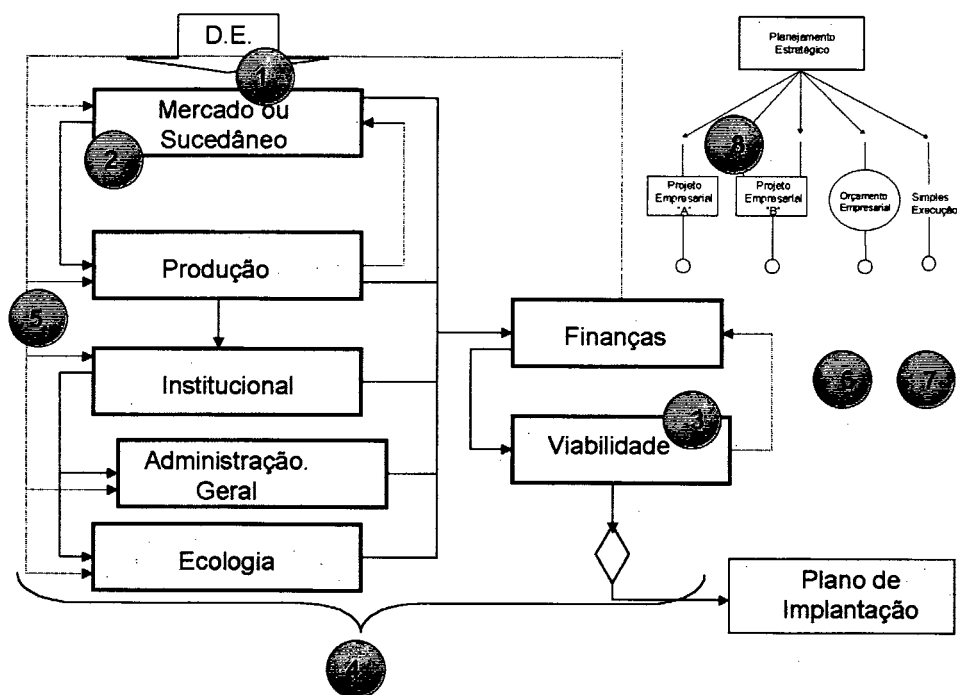 D.E.
1
Mercado ou
Sucedâneo
2
Produção
5
Institucional
Administração.
Geral
Ecologia
4
Finanças
3
Viabilidade
Plano de
Implantação
6
7
Planejamento
Estratégico
8
Projeto
Empresarial
"A"
Projeto
Empresarial
"B"
Orçamento
Empresarial
Simples
Execução